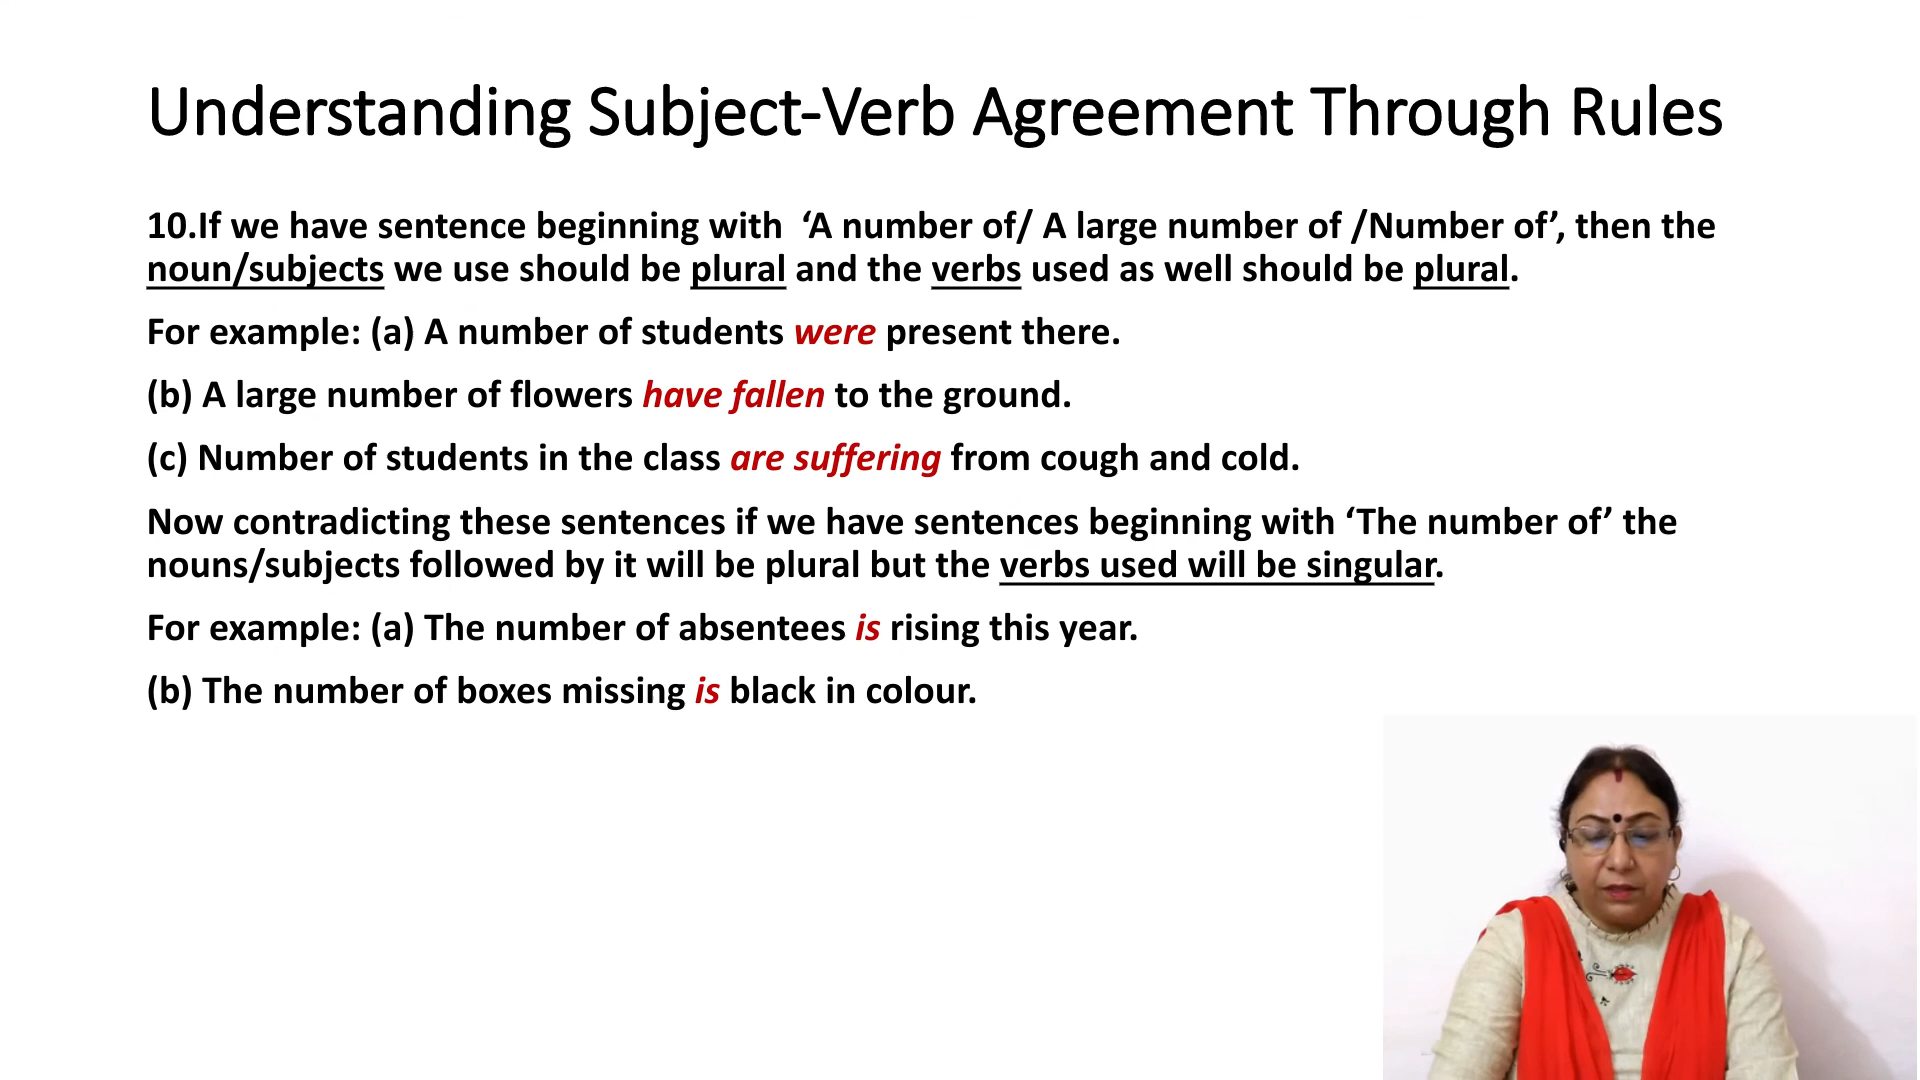 Understanding Subject-Verb Agreement Through Rules
10.If we have sentence beginning with ‘A number of/ A large number of /Number of’, then the
noun/subjects we use should be plural and the verbs used as well should be plural.
For example: (a) A number of students were present there.
(b) A large number of flowers have fallen to the ground.
(c) Number of students in the class are suffering from cough and cold.
Now contradicting these sentences if we have sentences beginning with ‘The number of’ the
nouns/subjects followed by it will be plural but the verbs used will be singular.
For example: (a) The number of absentees is rising this year.
(b) The number of boxes missing is black in colour.